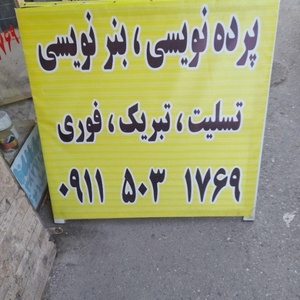 پرده نویسی ، بنر نویسی
تسلیت ، تبریک ، فوری
۰۹۱۱ ۵۰۳ ۱۷۶۹